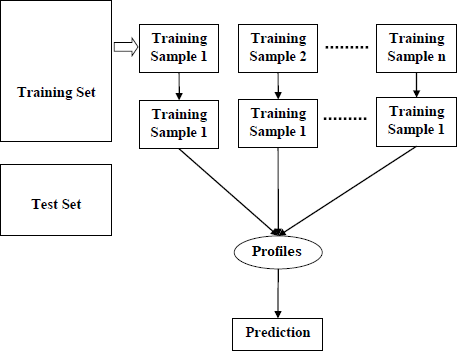 Training Set
Training
Sample 1
Training
Sample 2
.........
Training
Sample n
Training
Sample 1
Training
Sample 1
.........
Training
Sample 1
Test Set
Profiles
Prediction